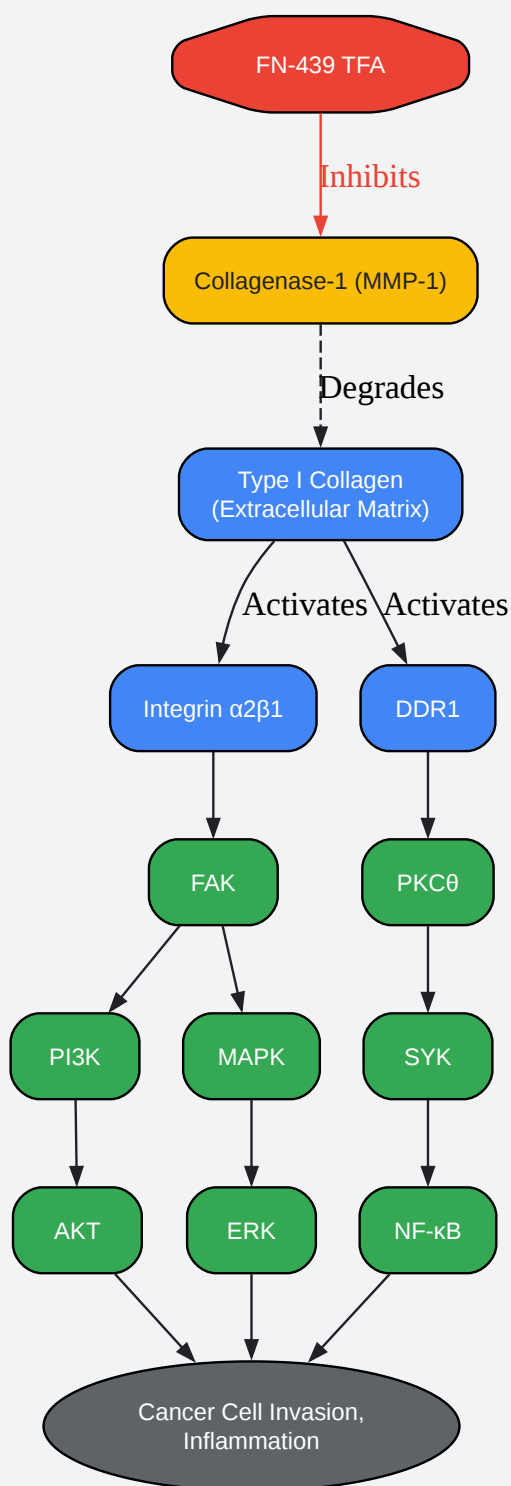 FN-439 TFA
Inhibits
Collagenase-1 (MMP-1)
Degrades
Type I Collagen
(Extracellular Matrix)
Activates
Activates
Integrin α2β1
DDR1
FAK
PKCθ
PI3K
MAPK
SYK
AKT
ERK
NF-κB
Cancer Cell Invasion,
Inflammation